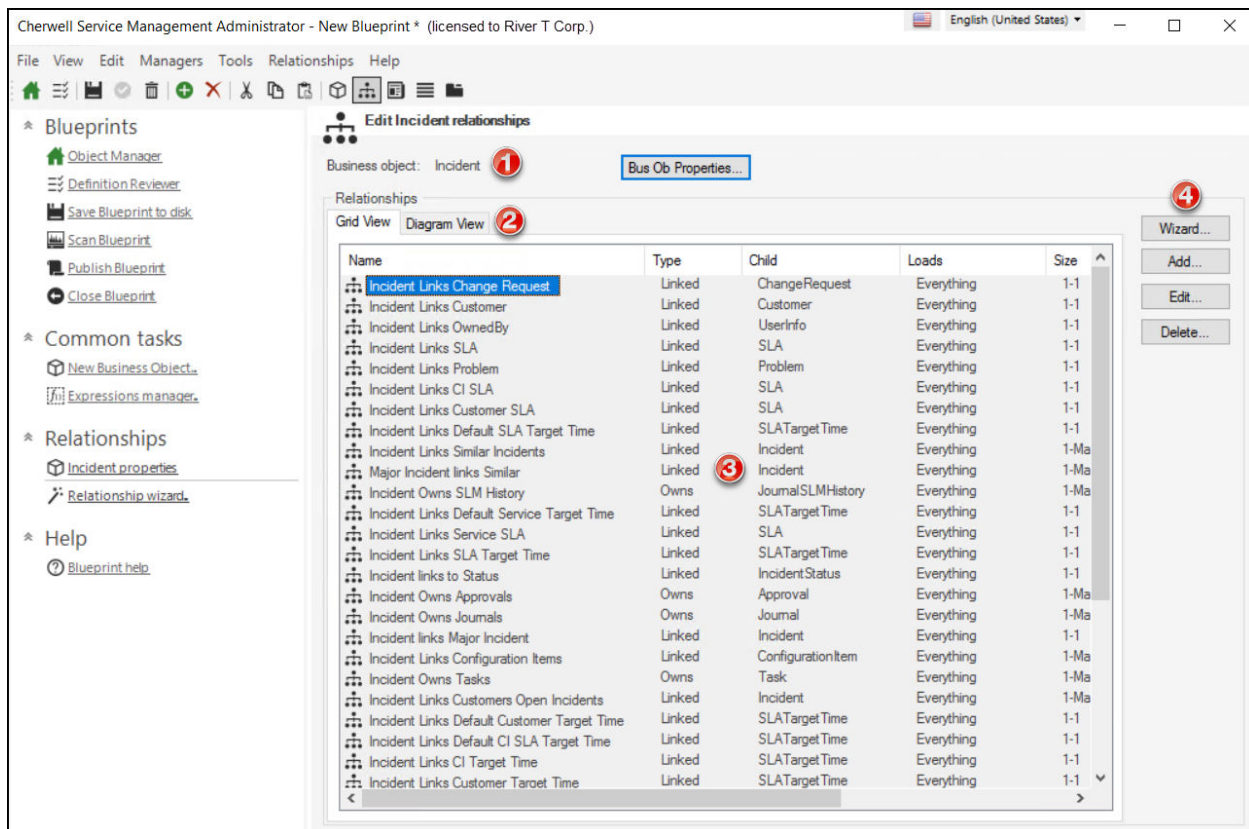 Cherwell Service Management Administrator - New Blueprint * (licensed to River T Corp.)
English (United States)
File View Edit Managers Tools Relationships Help
Blueprints
Object Manager
Definition Reviewer
Save Blueprint to disk
Scan Blueprint
Publish Blueprint
Close Blueprint
Common tasks
New Business Object...
Expressions manager...
Relationships
Incident properties
Relationship wizard...
Help
Blueprint help
Edit Incident relationships
Business object: Incident 1 Bus Ob Properties...
Relationships
Grid View Diagram View 2
Name Type Child Loads Size
Incident Links Change Request Linked ChangeRequest Everything 1-1
Incident Links Customer Linked Customer Everything 1-1
Incident Links OwnedBy Linked UserInfo Everything 1-1
Incident Links SLA Linked SLA Everything 1-1
Incident Links Problem Linked Problem Everything 1-1
Incident Links CI SLA Linked SLA Everything 1-1
Incident Links Customer SLA Linked SLA Everything 1-1
Incident Links Default SLA Target Time Linked SLATargetTime Everything 1-1
Incident Links Similar Incidents Linked Incident Everything 1-Ma
Major Incident links Similar Linked 3 Incident Everything 1-Ma
Incident Owns SLM History Owns JournalSLMHistory Everything 1-Ma
Incident Links Default Service Target Time Linked SLATargetTime Everything 1-1
Incident Links Service SLA Linked SLA Everything 1-1
Incident Links SLA Target Time Linked SLATargetTime Everything 1-1
Incident links to Status Linked IncidentStatus Everything 1-1
Incident Owns Approvals Owns Approval Everything 1-Ma
Incident Owns Journals Owns Journal Everything 1-Ma
Incident links Major Incident Linked Incident Everything 1-1
Incident Links Configuration Items Linked ConfigurationItem Everything 1-Ma
Incident Owns Tasks Owns Task Everything 1-Ma
Incident Links Customers Open Incidents Linked Incident Everything 1-Ma
Incident Links Default Customer Target Time Linked SLATargetTime Everything 1-1
Incident Links Default CI SLA Target Time Linked SLATargetTime Everything 1-1
Incident Links CI Target Time Linked SLATargetTime Everything 1-1
Incident Links Customer Target Time Linked SLATargetTime Everything 1-1
4
Wizard...
Add...
Edit...
Delete...